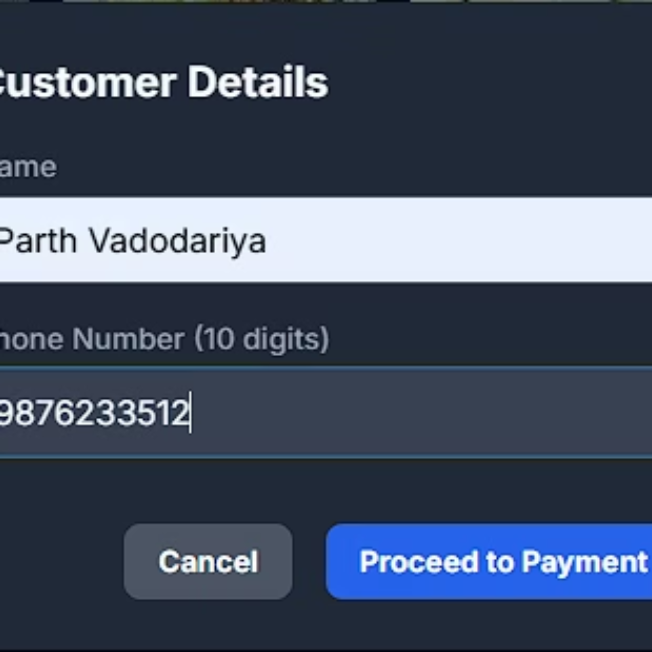 Customer Details
ame
Parth Vadodariya
hone Number (10 digits)
9876233512
Cancel
Proceed to Payment